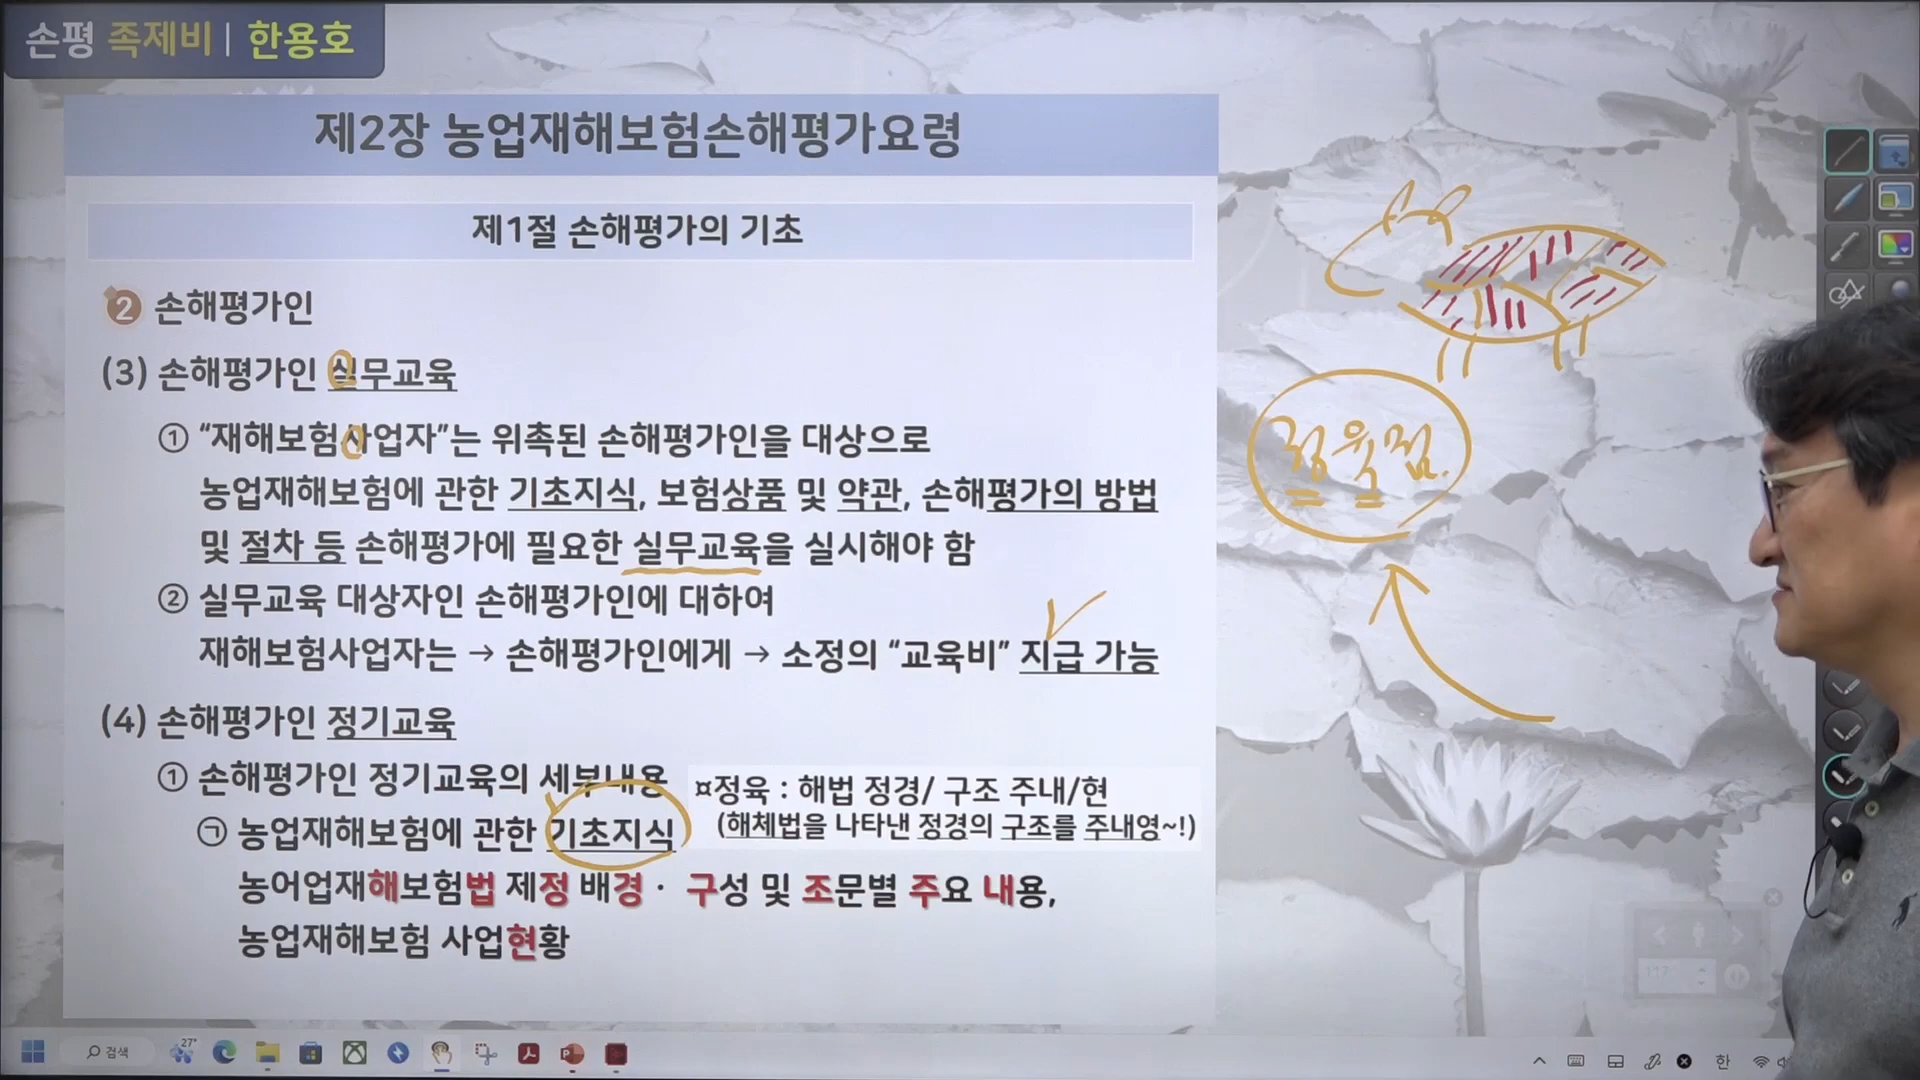 손평 족제비 | 한용호
제2장 농업재해보험손해평가요령
제1절 손해평가의 기초
2 손해평가인
(3) 손해평가인 실무교육
① “재해보험사업자”는 위촉된 손해평가인을 대상으로
농업재해보험에 관한 기초지식, 보험상품 및 약관, 손해평가의 방법
및 절차 등 손해평가에 필요한 실무교육을 실시해야 함
② 실무교육 대상자인 손해평가인에 대하여
재해보험사업자는 → 손해평가인에게 → 소정의 “교육비” 지급 가능
(4) 손해평가인 정기교육
① 손해평가인 정기교육의 세부내용
¤정육 : 해법 정경/ 구조 주내/현
(해체법을 나타낸 정경의 구조를 주내영~!)
㉠ 농업재해보험에 관한 기초지식
농어업재해보험법 제정 배경 · 구성 및 조문별 주요 내용,
농업재해보험 사업현황
정육점.
117
27°
검색
한